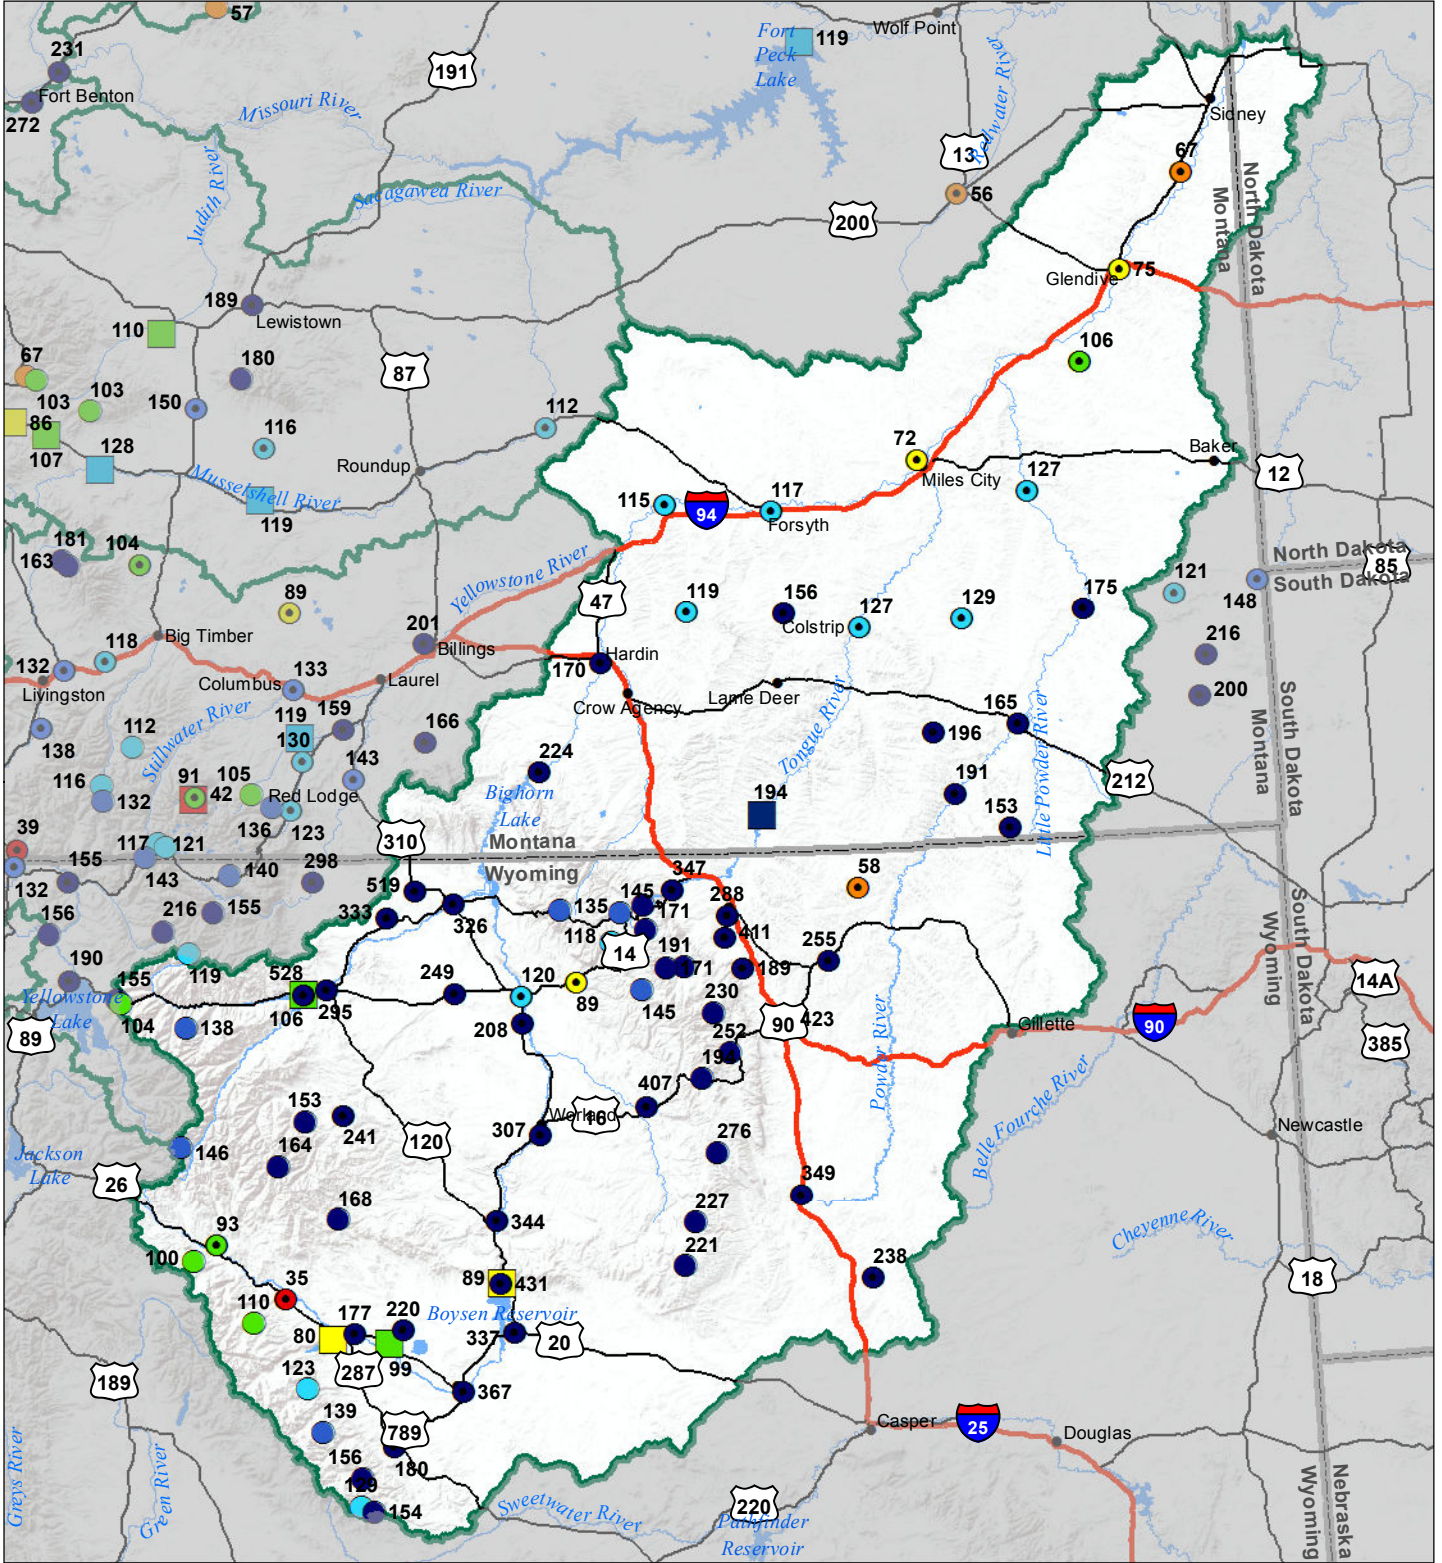 57
Fort
Peck
Lake
119
Wolf Point
231
191
Fort Benton
272
Missouri River
Redwater River
Sidney
13
67
Judith River
Sacagawea River
56
200
North Dakota
Montana
Glendive
75
189
Lewistown
110
67
180
87
106
103
103
150
112
86
107
128
116
72
Baker
Roundup
12
Miles City
127
Musselshell River
119
115
94
117
Forsyth
181
163
104
Yellowstone River
North Dakota
85
South Dakota
89
47
121
148
119
156
127
129
175
Colstrip
201
Big Timber
118
Billings
216
132
133
170
Hardin
Livingston
Columbus
Laurel
Lame Deer
Crow Agency
200
South Dakota
Montana
Stillwater River
119
159
166
165
Little Powder River
138
112
130
196
Tongue River
143
224
191
212
116
132
91
42
105
Red Lodge
Bighorn
Lake
194
153
136
123
39
117
121
310
Montana
Wyoming
155
143
140
298
347
58
132
519
145
288
South Dakota
Wyoming
156
216
155
333
326
135
171
118
14
411
255
190
119
528
249
120
191
171
189
14A
155
Yellowstone
Lake
104
106
295
89
145
230
89
138
208
90
423
Gillette
90
252
385
194
Powder River
407
Belle Fourche River
153
241
Worland
16
307
Newcastle
146
164
120
276
Jackson
Lake
26
349
168
344
227
Cheyenne River
93
100
221
35
89
431
238
18
110
Boysen Reservoir
80
177
220
337
20
99
189
123
287
367
139
789
Casper
25
Douglas
156
180
129
154
Greys River
Green River
Sweetwater River
220
Pathfinder
Reservoir
Nebraska
Wyoming